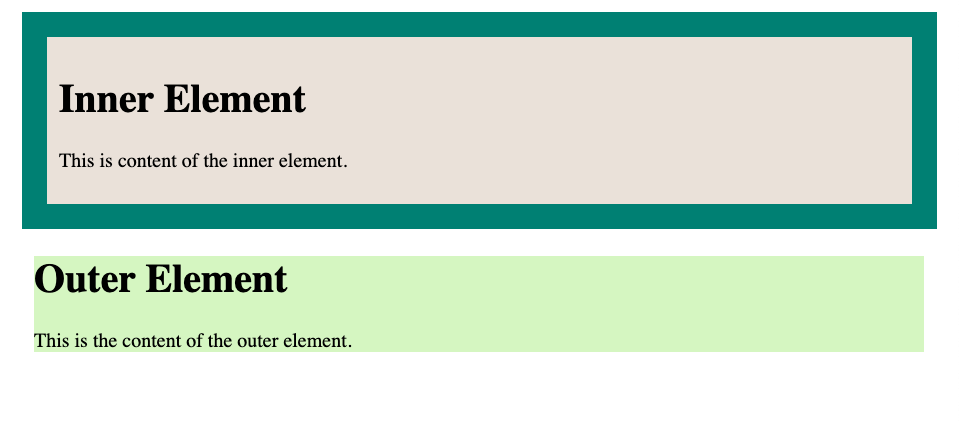 Inner Element
This is content of the inner element.
Outer Element
This is the content of the outer element.